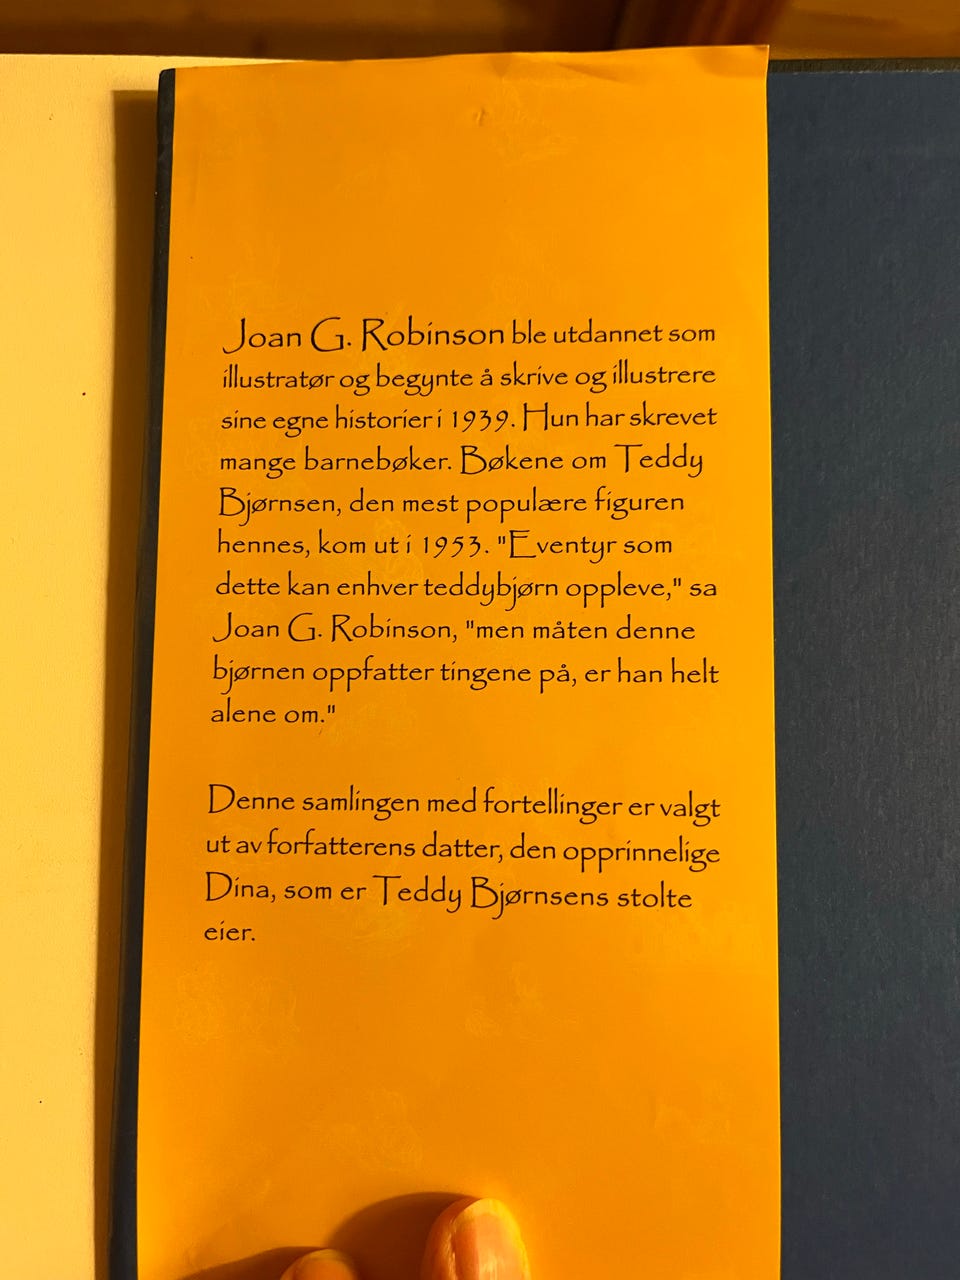 Joan G. Robinson ble utdannet som
illustratør og begynte å skrive og illustrere
sine egne historier i 1939. Hun har skrevet
mange barnebøker. Bøkene om Teddy
Bjørnsen, den mest populære figuren
hennes, kom ut i 1953. "Eventyr som
dette kan enhver teddybjørn oppleve," sa
Joan G. Robinson, "men måten denne
bjørnen oppfatter tingene på, er han helt
alene om."
Denne samlingen med fortellinger er valgt
ut av forfatterens datter, den opprinnelige
Dina, som er Teddy Bjørnsens stolte
eier.